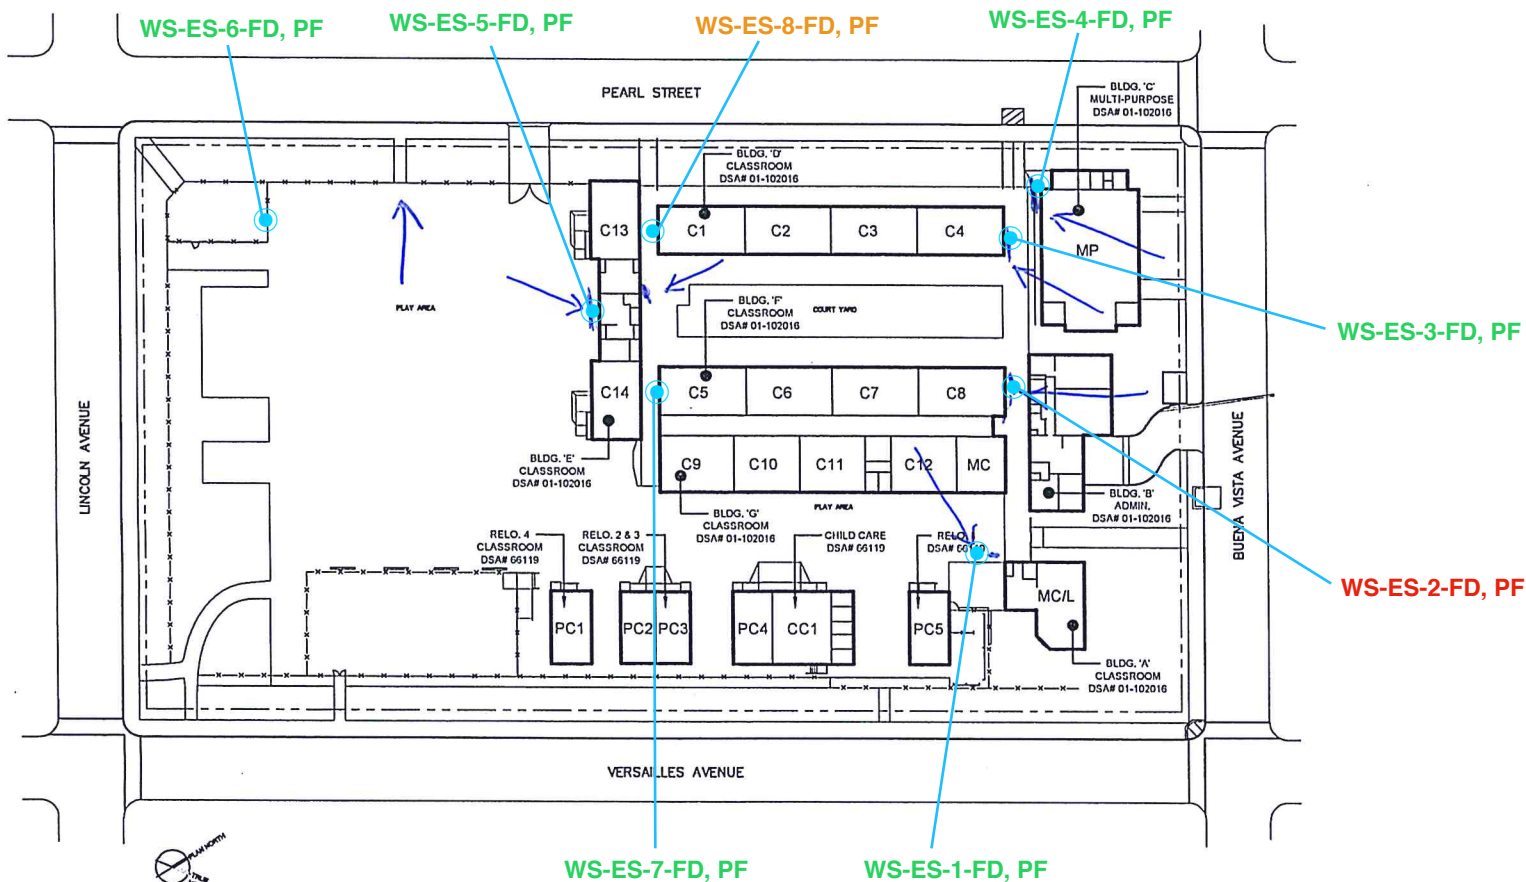 WS-ES-6-FD, PF
WS-ES-5-FD, PF
WS-ES-8-FD, PF
WS-ES-4-FD, PF
PEARL STREET
BLDG. 'C'
MULTI-PURPOSE
DSA# 01-102016
BLDG. 'D'
CLASSROOM
DSA# 01-102016
C13
C1
C2
C3
C4
MP
PLAY AREA
BLDG. 'F'
CLASSROOM
DSA# 01-102016
COURT YARD
WS-ES-3-FD, PF
C14
C5
C6
C7
C8
LINCOLN AVENUE
BUENA VISTA AVENUE
BLDG. 'E'
CLASSROOM
DSA# 01-102016
C9
C10
C11
C12
MC
BLDG. 'G'
CLASSROOM
DSA# 01-102016
PLAY AREA
BLDG. 'B'
ADMIN.
DSA# 01-102016
RELO. 4
CLASSROOM
DSA# 66119
RELO. 2 & 3
CLASSROOM
DSA# 66119
CHILD CARE
DSA# 66119
RELO.
DSA# 66119
WS-ES-2-FD, PF
PC1
PC2
PC3
PC4
CC1
PC5
MC/L
BLDG. 'A'
CLASSROOM
DSA# 01-102016
VERSAILLES AVENUE
PLAN NORTH
TRUE
WS-ES-7-FD, PF
WS-ES-1-FD, PF